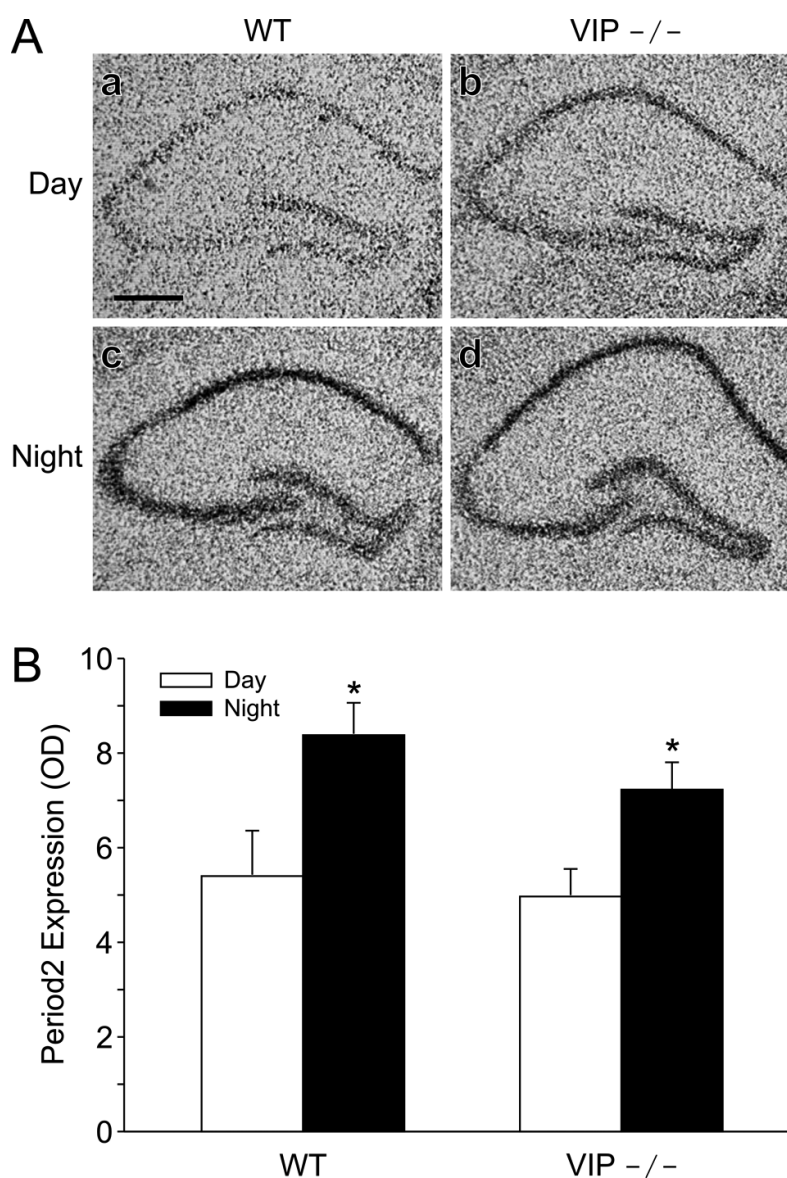 WT VIP −/−
A
a b
Day
c d
Night
B
10
Day
Night
*
*
8
6
4
2
0
Period2 Expression (OD)
WT VIP −/−